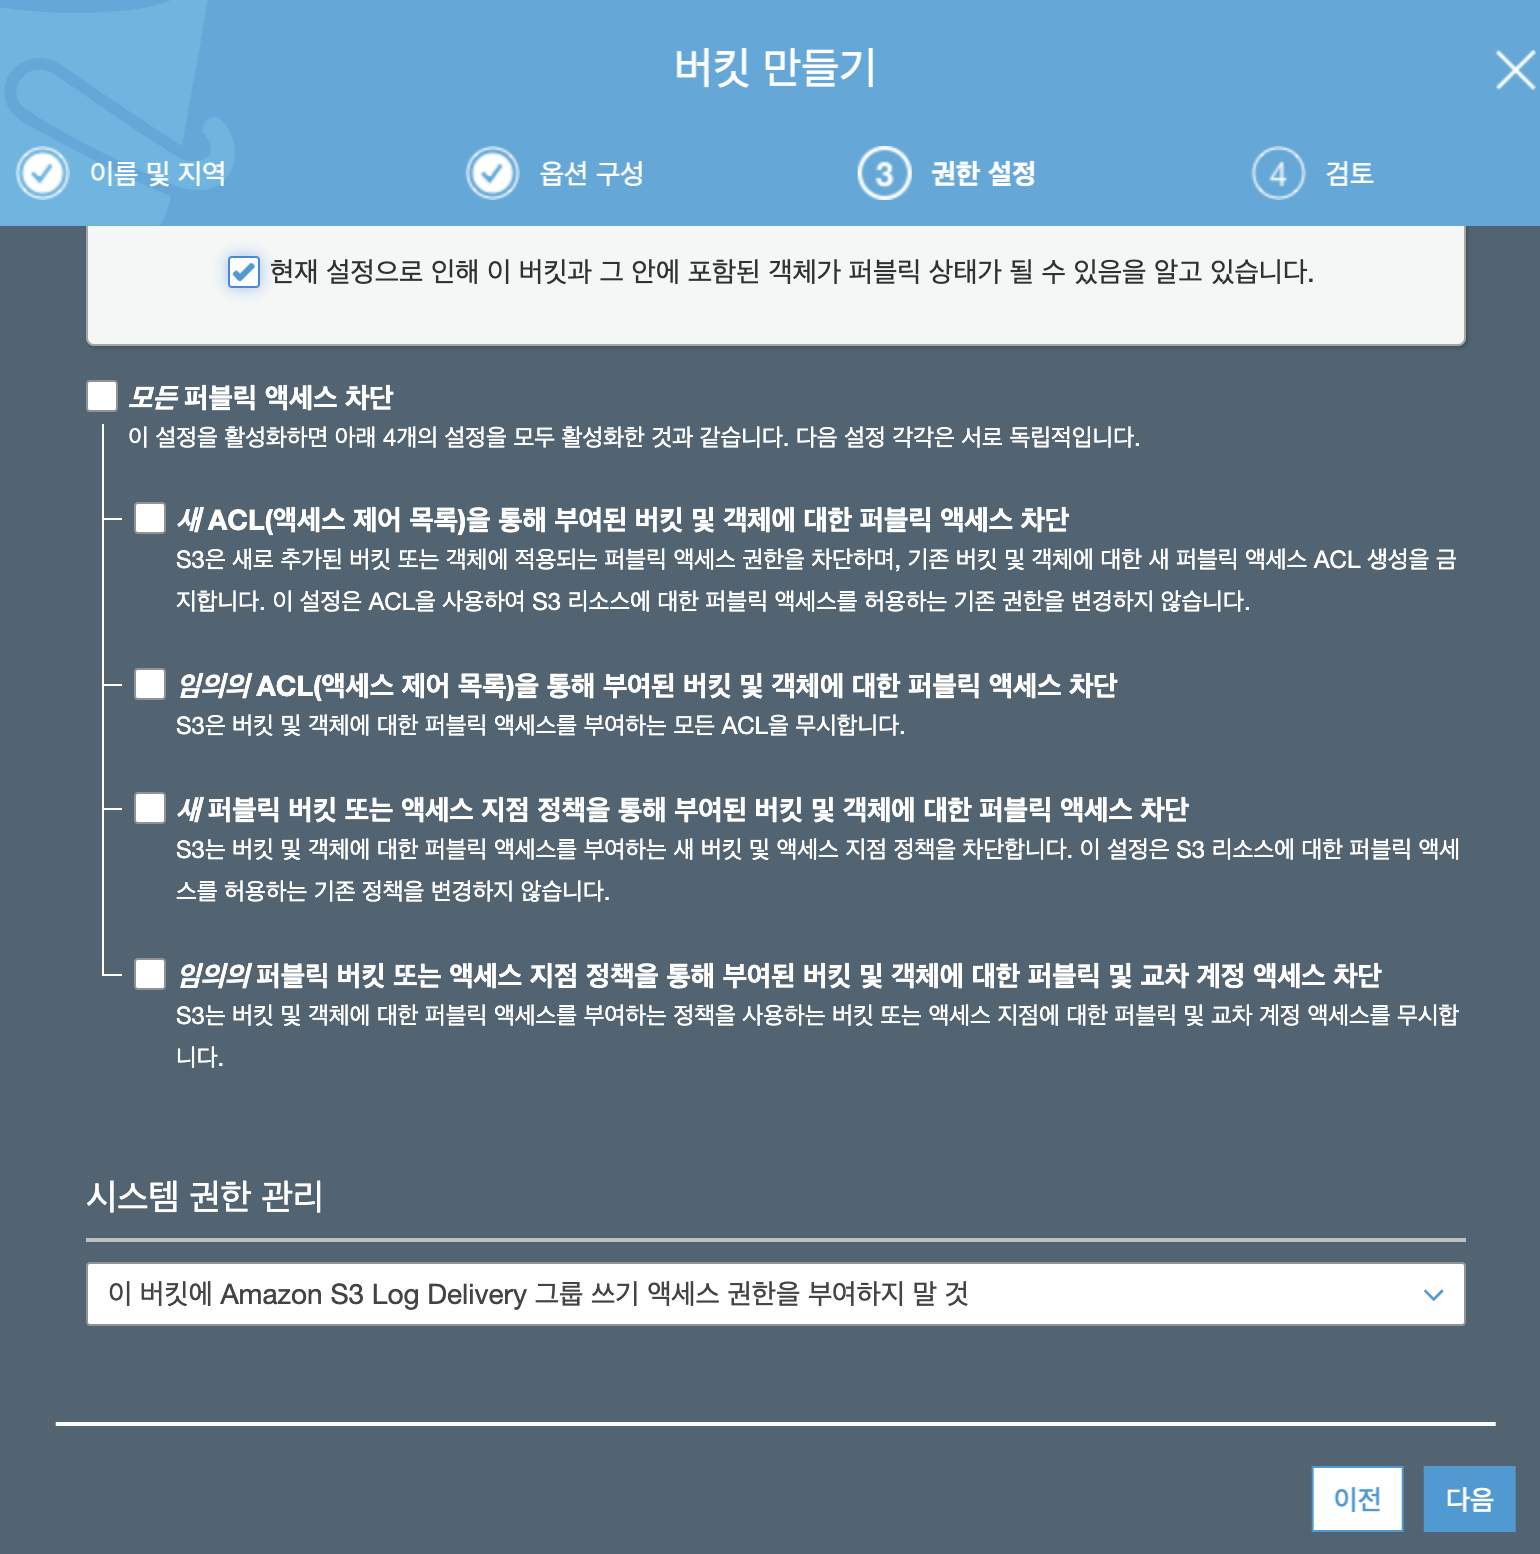 버킷 만들기
이름 및 지역
옵션 구성
3 권한 설정
4 검토
현재 설정으로 인해 이 버킷과 그 안에 포함된 객체가 퍼블릭 상태가 될 수 있음을 알고 있습니다.
모든 퍼블릭 액세스 차단
이 설정을 활성화하면 아래 4개의 설정을 모두 활성화한 것과 같습니다. 다음 설정 각각은 서로 독립적입니다.
새 ACL(액세스 제어 목록)을 통해 부여된 버킷 및 객체에 대한 퍼블릭 액세스 차단
S3은 새로 추가된 버킷 또는 객체에 적용되는 퍼블릭 액세스 권한을 차단하며, 기존 버킷 및 객체에 대한 새 퍼블릭 액세스 ACL 생성을 금
지합니다. 이 설정은 ACL을 사용하여 S3 리소스에 대한 퍼블릭 액세스를 허용하는 기존 권한을 변경하지 않습니다.
임의의 ACL(액세스 제어 목록)을 통해 부여된 버킷 및 객체에 대한 퍼블릭 액세스 차단
S3은 버킷 및 객체에 대한 퍼블릭 액세스를 부여하는 모든 ACL을 무시합니다.
새 퍼블릭 버킷 또는 액세스 지점 정책을 통해 부여된 버킷 및 객체에 대한 퍼블릭 액세스 차단
S3는 버킷 및 객체에 대한 퍼블릭 액세스를 부여하는 새 버킷 및 액세스 지점 정책을 차단합니다. 이 설정은 S3 리소스에 대한 퍼블릭 액세
스를 허용하는 기존 정책을 변경하지 않습니다.
임의의 퍼블릭 버킷 또는 액세스 지점 정책을 통해 부여된 버킷 및 객체에 대한 퍼블릭 및 교차 계정 액세스 차단
S3는 버킷 및 객체에 대한 퍼블릭 액세스를 부여하는 정책을 사용하는 버킷 또는 액세스 지점에 대한 퍼블릭 및 교차 계정 액세스를 무시합
니다.
시스템 권한 관리
이 버킷에 Amazon S3 Log Delivery 그룹 쓰기 액세스 권한을 부여하지 말 것
이전
다음